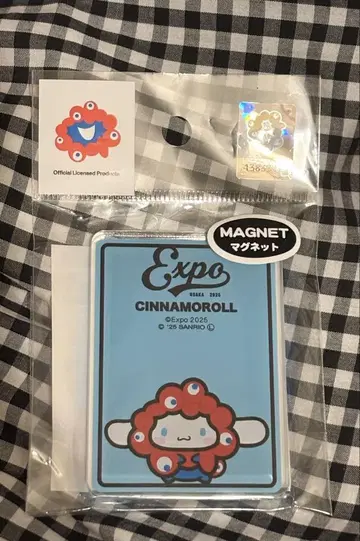 Official Licensed Products
MAGNET
マグネット
Expo
OSAKA 2025
CINNAMOROLL
©Expo 2025
© '25 SANRIO Ⓛ